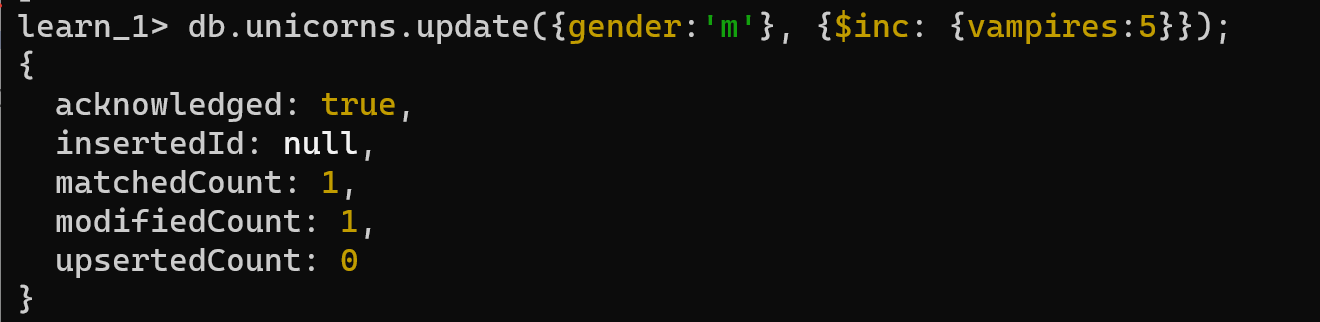 learn_1> db.unicorns.update({gender:'m'}, {$inc: {vampires:5}});
{
  acknowledged: true,
  insertedId: null,
  matchedCount: 1,
  modifiedCount: 1,
  upsertedCount: 0
}